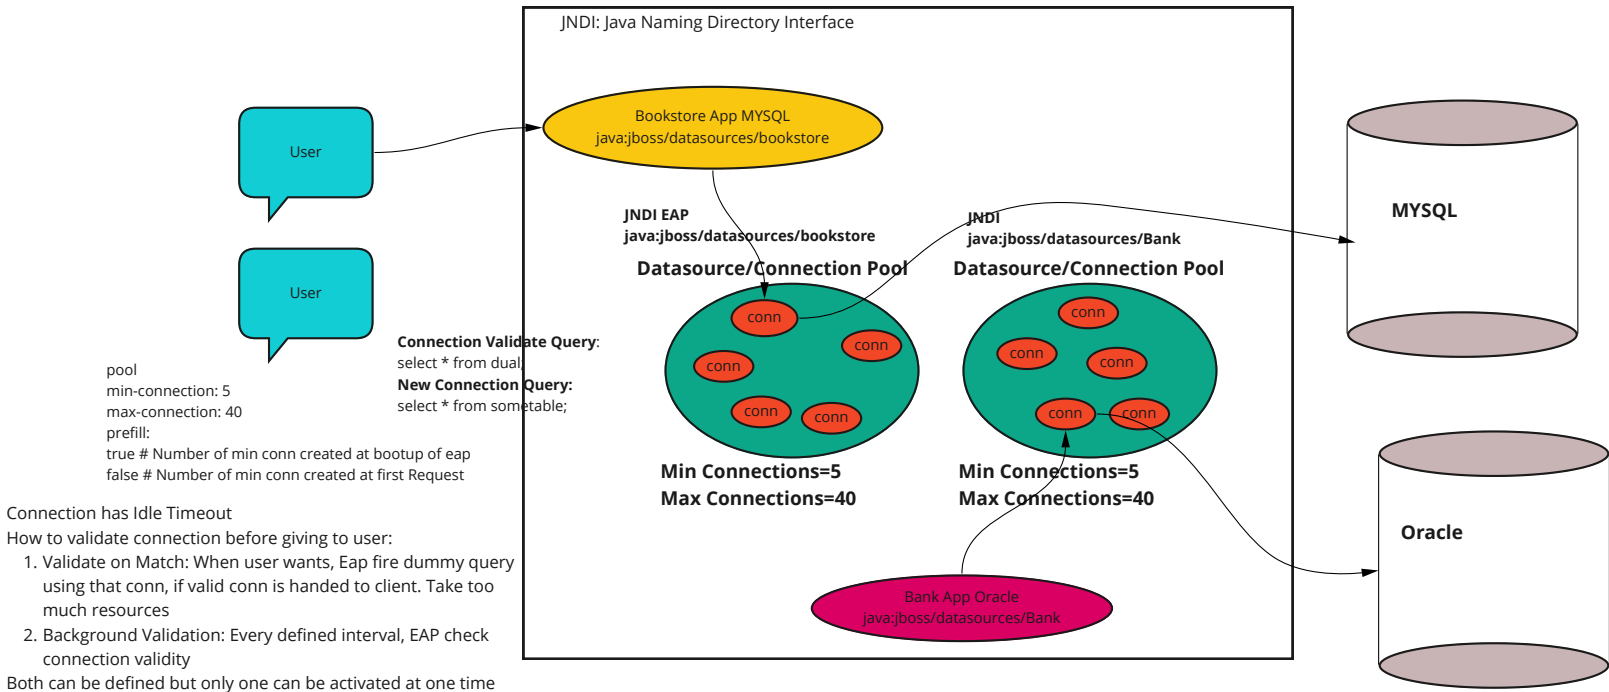 JNDI: Java Naming Directory Interface
Bookstore App MYSQL
java:jboss/datasources/bookstore
User
User
JNDI EAP
java:jboss/datasources/bookstore
JNDI
java:jboss/datasources/Bank
MYSQL
Datasource/Connection Pool
Datasource/Connection Pool
conn
conn
conn
conn
conn
conn
conn
conn
conn
conn
Connection Validate Query:
select * from dual;
New Connection Query:
select * from sometable;
pool
min-connection: 5
max-connection: 40
prefill:
true # Number of min conn created at bootup of eap
false # Number of min conn created at first Request
Min Connections=5
Max Connections=40
Min Connections=5
Max Connections=40
Oracle
Connection has Idle Timeout
How to validate connection before giving to user:
1. Validate on Match: When user wants, Eap fire dummy query
using that conn, if valid conn is handed to client. Take too
much resources
2. Background Validation: Every defined interval, EAP check
connection validity
Both can be defined but only one can be activated at one time
Bank App Oracle
java:jboss/datasources/Bank